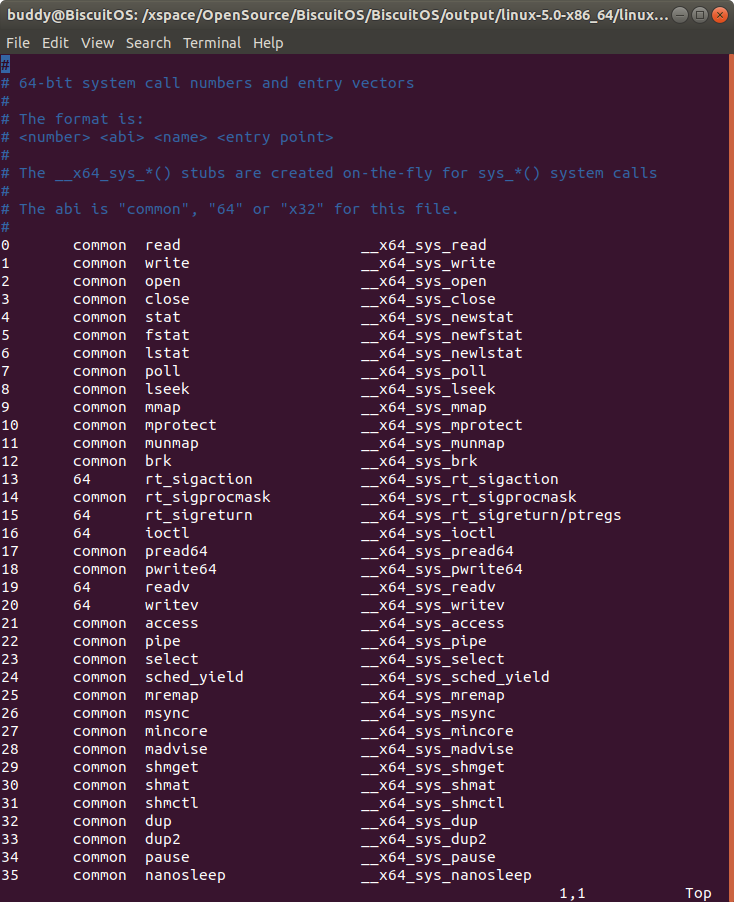 buddy@BiscuitOS: /xspace/OpenSource/BiscuitOS/BiscuitOS/output/linux-5.0-x86_64/linux...
File Edit View Search Terminal Help
#
# 64-bit system call numbers and entry vectors
#
# The format is:
# <number> <abi> <name> <entry point>
#
# The __x64_sys_*() stubs are created on-the-fly for sys_*() system calls
#
# The abi is "common", "64" or "x32" for this file.
#
0 common read __x64_sys_read
1 common write __x64_sys_write
2 common open __x64_sys_open
3 common close __x64_sys_close
4 common stat __x64_sys_newstat
5 common fstat __x64_sys_newfstat
6 common lstat __x64_sys_newlstat
7 common poll __x64_sys_poll
8 common lseek __x64_sys_lseek
9 common mmap __x64_sys_mmap
10 common mprotect __x64_sys_mprotect
11 common munmap __x64_sys_munmap
12 common brk __x64_sys_brk
13 64 rt_sigaction __x64_sys_rt_sigaction
14 common rt_sigprocmask __x64_sys_rt_sigprocmask
15 64 rt_sigreturn __x64_sys_rt_sigreturn/ptregs
16 64 ioctl __x64_sys_ioctl
17 common pread64 __x64_sys_pread64
18 common pwrite64 __x64_sys_pwrite64
19 64 readv __x64_sys_readv
20 64 writev __x64_sys_writev
21 common access __x64_sys_access
22 common pipe __x64_sys_pipe
23 common select __x64_sys_select
24 common sched_yield __x64_sys_sched_yield
25 common mremap __x64_sys_mremap
26 common msync __x64_sys_msync
27 common mincore __x64_sys_mincore
28 common madvise __x64_sys_madvise
29 common shmget __x64_sys_shmget
30 common shmat __x64_sys_shmat
31 common shmctl __x64_sys_shmctl
32 common dup __x64_sys_dup
33 common dup2 __x64_sys_dup2
34 common pause __x64_sys_pause
35 common nanosleep __x64_sys_nanosleep
1,1 Top